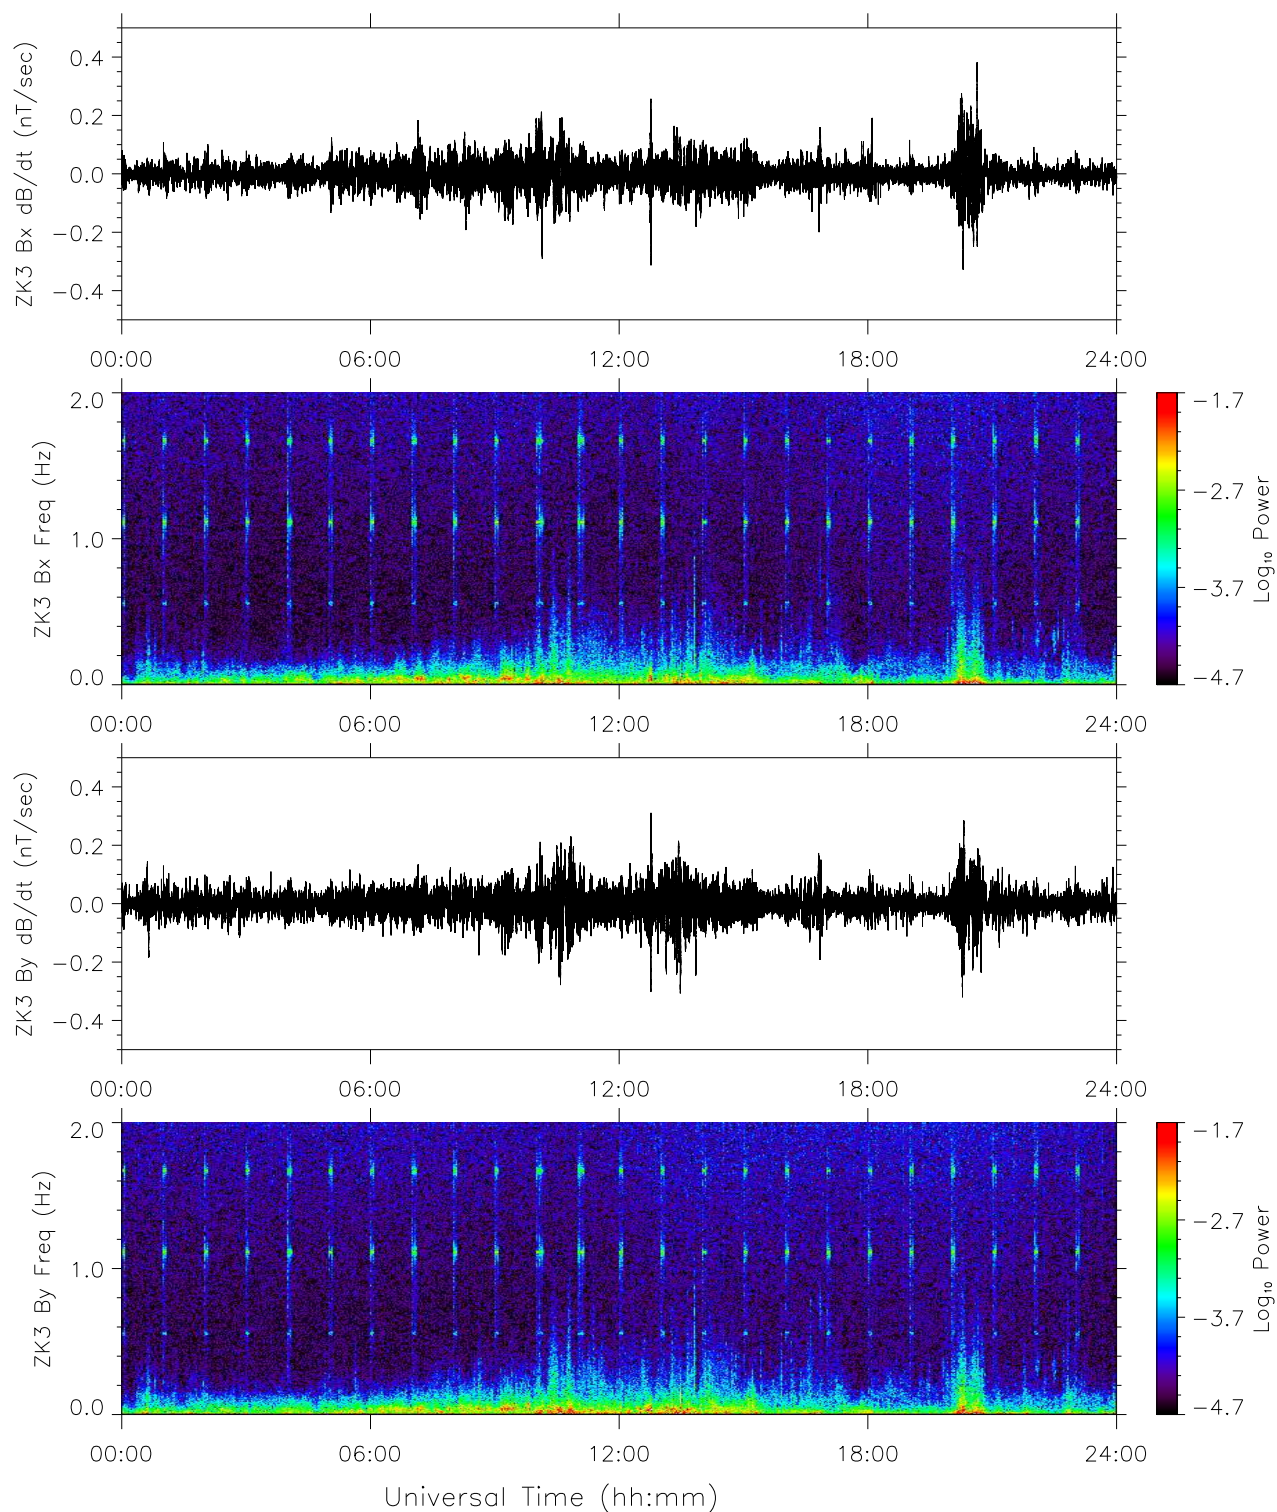 ZK3 Bx dB/dt (nT/sec)
0.4
0.2
0.0
−0.2
−0.4
00:00 06:00 12:00 18:00 24:00
ZK3 Bx Freq (Hz)
2.0
1.0
0.0
−1.7
−2.7
−3.7
−4.7
Log₁₀ Power
00:00 06:00 12:00 18:00 24:00
ZK3 By dB/dt (nT/sec)
0.4
0.2
0.0
−0.2
−0.4
00:00 06:00 12:00 18:00 24:00
ZK3 By Freq (Hz)
2.0
1.0
0.0
−1.7
−2.7
−3.7
−4.7
Log₁₀ Power
00:00 06:00 12:00 18:00 24:00
Universal Time (hh:mm)